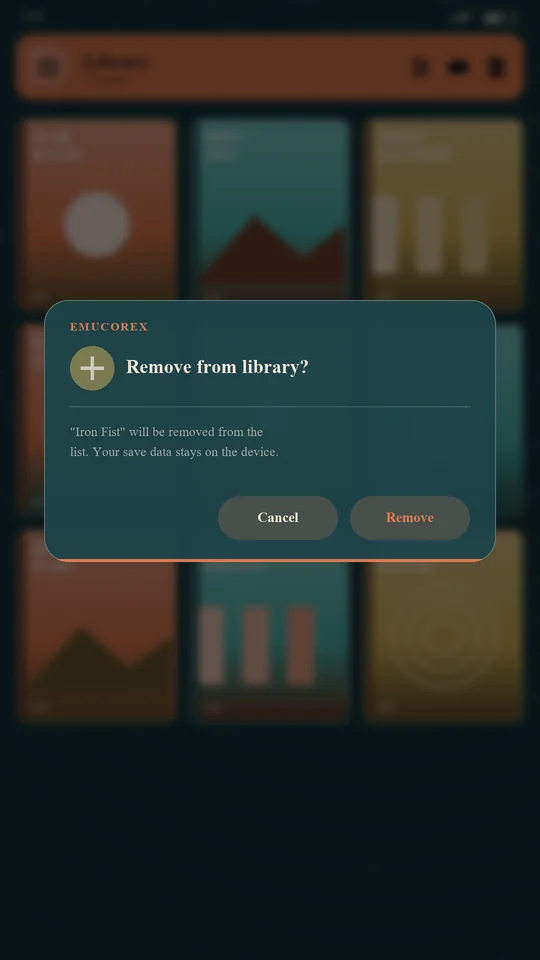 Library
EMUCOREX
Remove from library?
"Iron Fist" will be removed from the
list. Your save data stays on the device.
Cancel
Remove